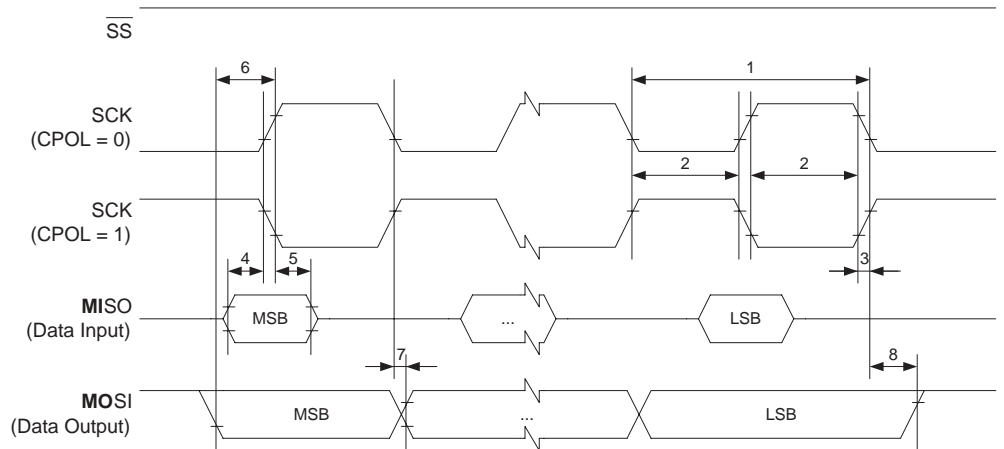 SS
6
1
SCK
(CPOL = 0)
2
2
SCK
(CPOL = 1)
4
5
3
MISO
(Data Input)
MSB
...
LSB
7
8
MOSI
(Data Output)
MSB
...
LSB